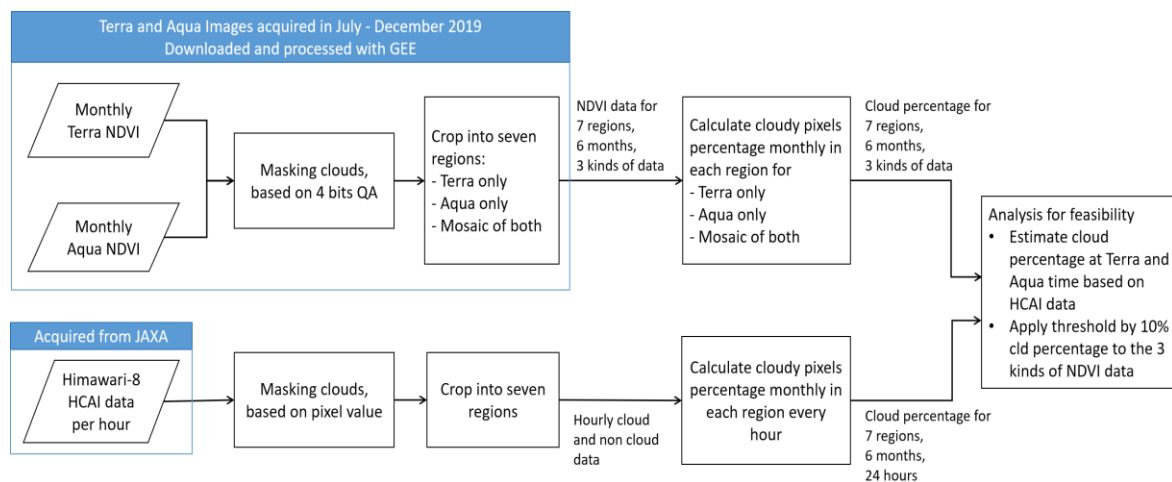 Terra and Aqua Images acquired in July - December 2019
Downloaded and processed with GEE
Monthly
Terra NDVI
Monthly
Aqua NDVI
Masking clouds,
based on 4 bits QA
Crop into seven
regions:
- Terra only
- Aqua only
- Mosaic of both
NDVI data for
7 regions,
6 months,
3 kinds of data
Calculate cloudy pixels
percentage monthly in
each region for
- Terra only
- Aqua only
- Mosaic of both
Cloud percentage for
7 regions,
6 months,
3 kinds of data
Analysis for feasibility
• Estimate cloud
percentage at Terra and
Aqua time based on
HCAI data
• Apply threshold by 10%
cld percentage to the 3
kinds of NDVI data
Acquired from JAXA
Himawari-8
HCAI data
per hour
Masking clouds,
based on pixel value
Crop into seven
regions
Hourly cloud
and non cloud
data
Calculate cloudy pixels
percentage monthly in
each region every
hour
Cloud percentage for
7 regions,
6 months,
24 hours